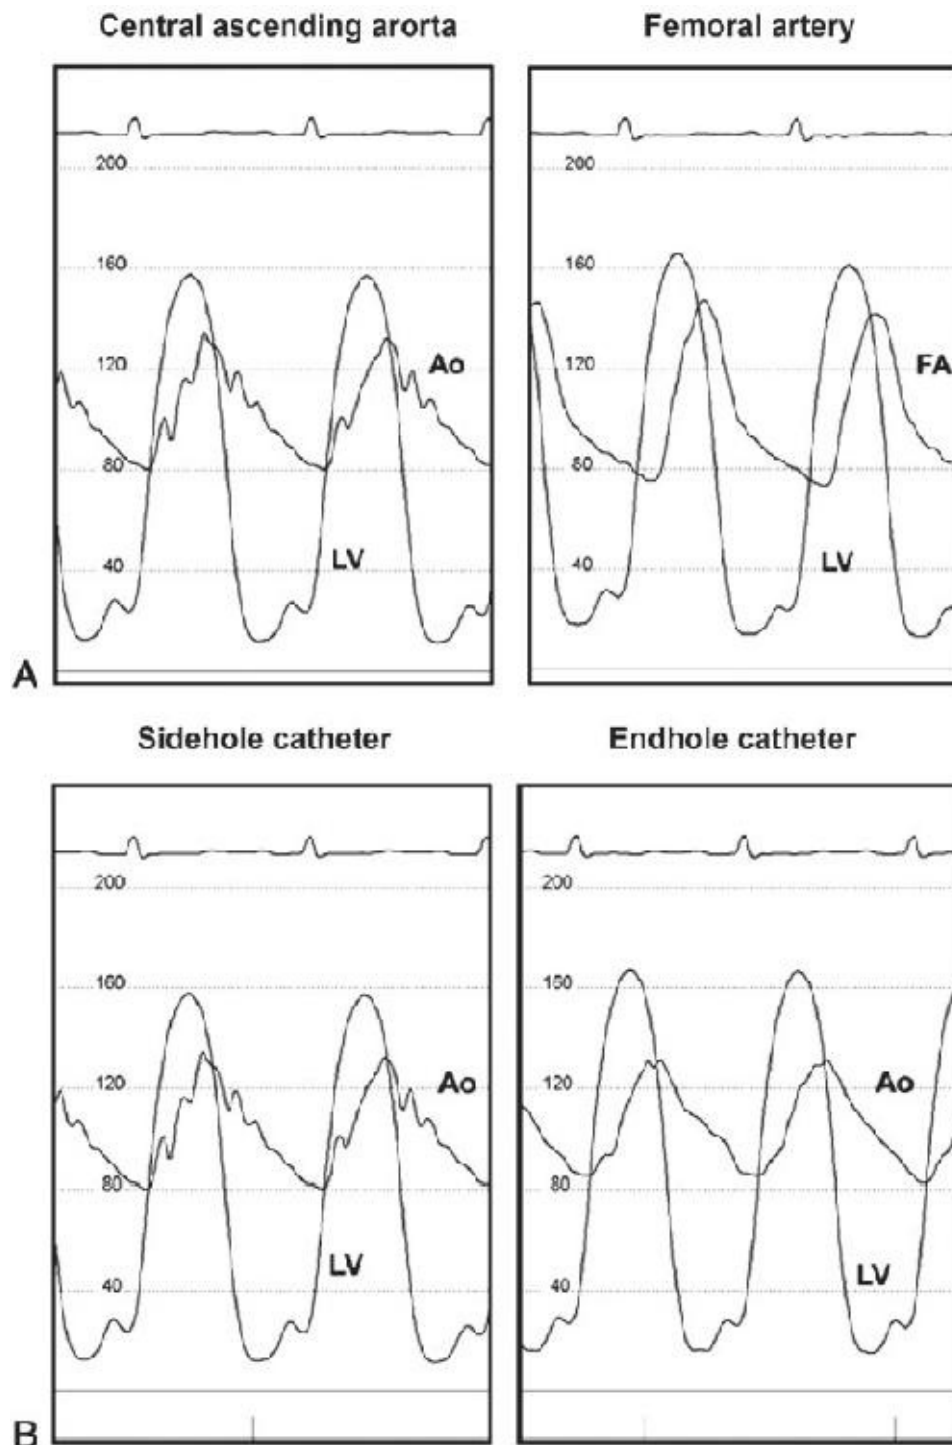 Central ascending arorta
Femoral artery
200
160
120
80
40
Ao
LV
200
160
120
80
40
FA
LV
A
Sidehole catheter
Endhole catheter
200
160
120
80
40
Ao
LV
200
150
120
80
40
Ao
LV
B